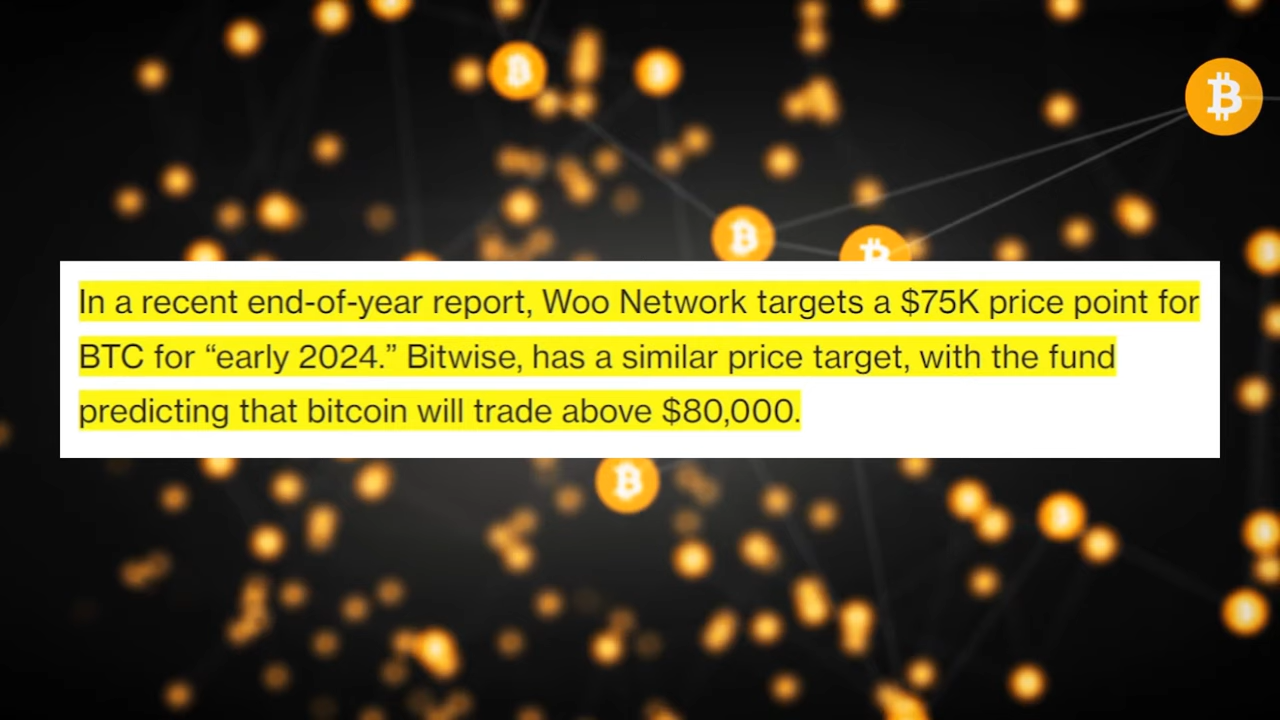 In a recent end-of-year report, Woo Network targets a $75K price point for
BTC for “early 2024.” Bitwise, has a similar price target, with the fund
predicting that bitcoin will trade above $80,000.